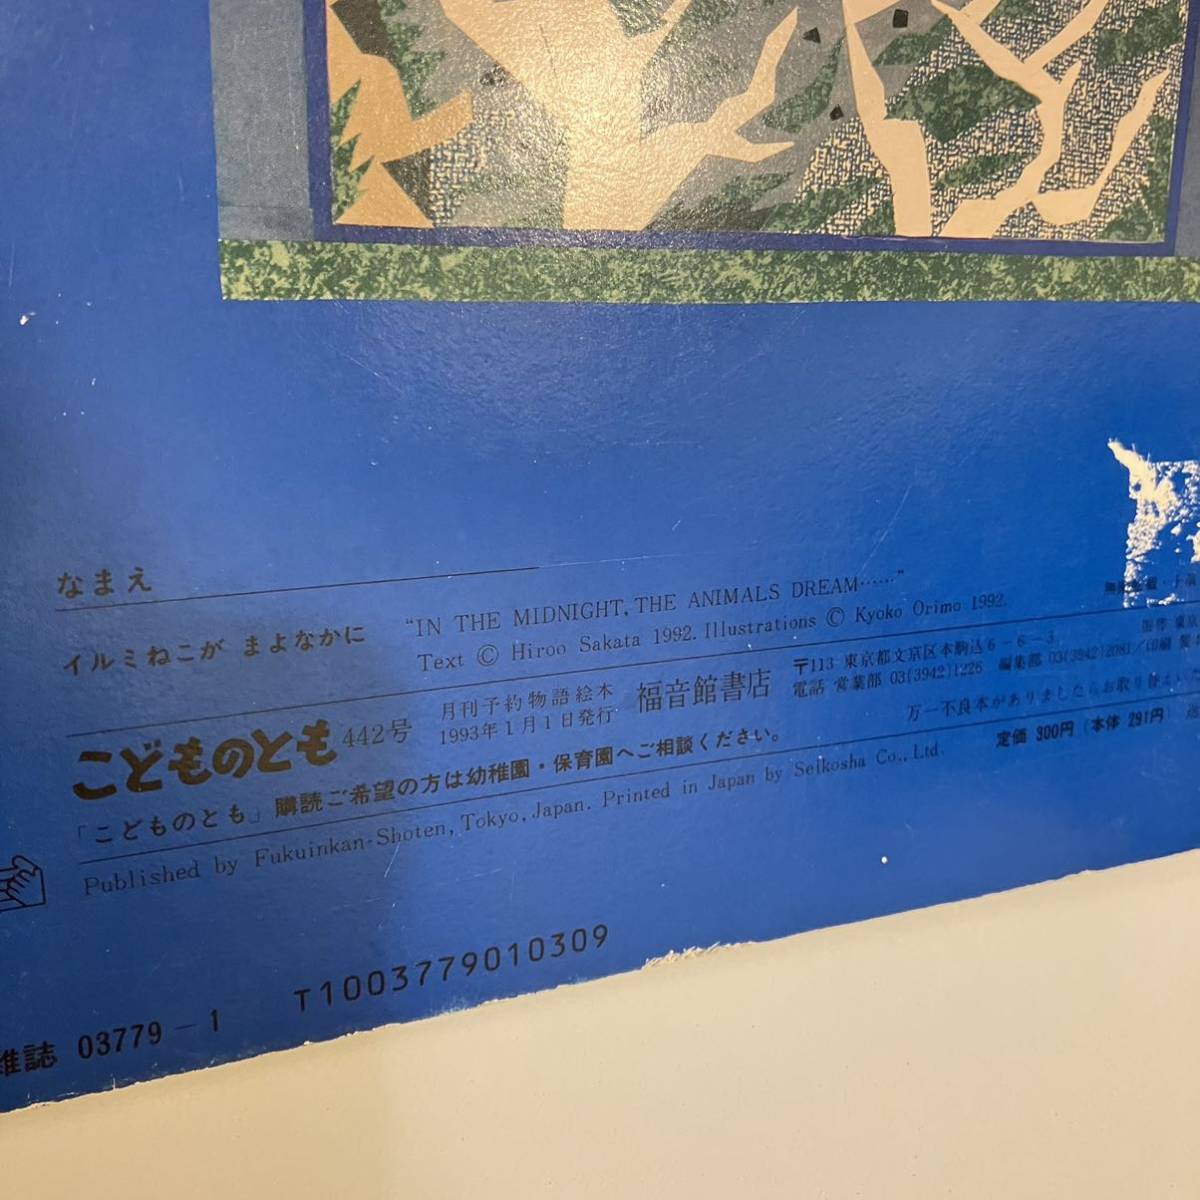 なまえ
イルミねこが まよなかに
"IN THE MIDNIGHT, THE ANIMALS DREAM……"
Text © Hiroo Sakata 1992. Illustrations © Kyoko Orimo 1992.
こどものとも 442号
月刊予約物語絵本
1993年1月1日発行
福音館書店
〒113 東京都文京区本駒込6-6-3
電話 営業部 03(3942)1226 編集部 03(3942)2081/印刷
万一不良本がありましたらお取り替えいた
「こどものとも」購読ご希望の方は幼稚園・保育園へご相談ください。
定価 300円(本体 291円)
Published by Fukuinkan-Shoten, Tokyo, Japan. Printed in Japan by Seikosha Co., Ltd.
T1003779010309
雑誌 03779-1